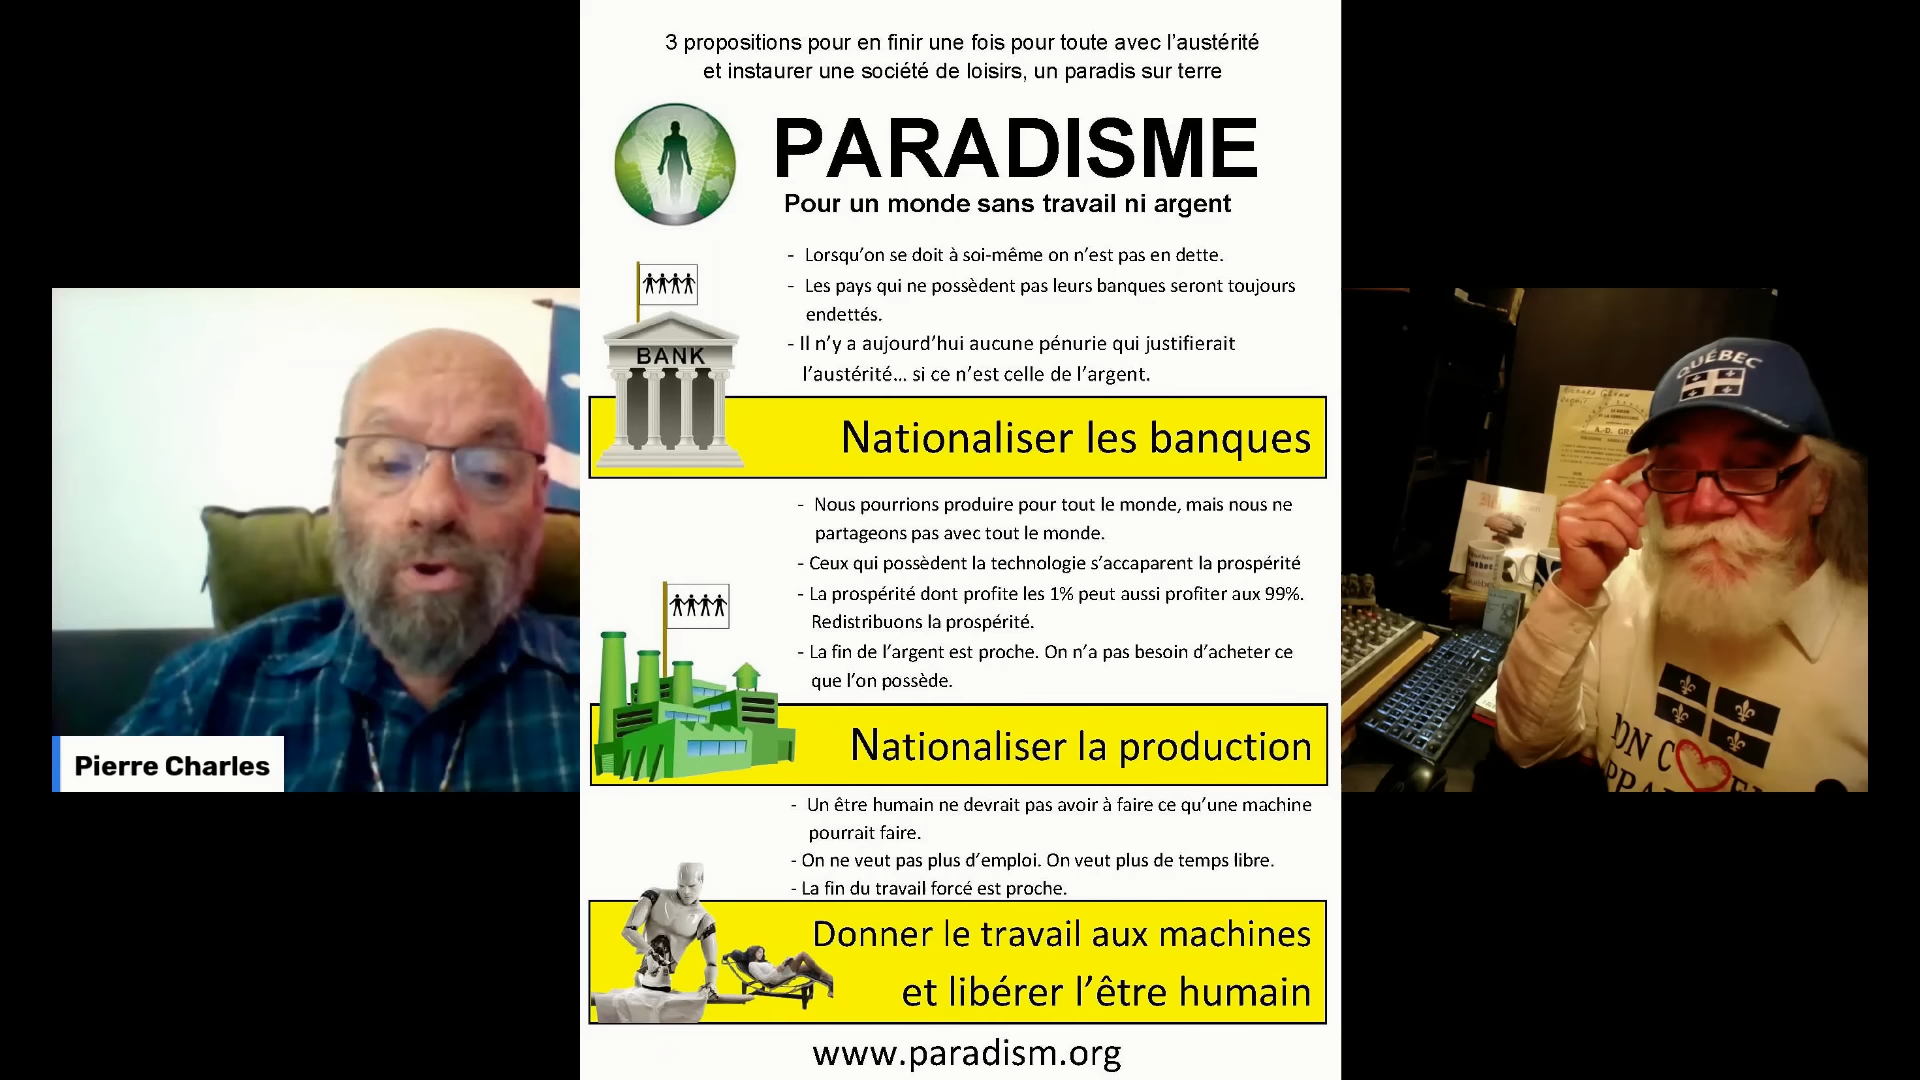 3 propositions pour en finir une fois pour toute avec l'austérité
et instaurer une société de loisirs, un paradis sur terre
PARADISME
Pour un monde sans travail ni argent
- Lorsqu'on se doit à soi-même on n'est pas en dette.
- Les pays qui ne possèdent pas leurs banques seront toujours
endettés.
- Il n'y a aujourd'hui aucune pénurie qui justifierait
l'austérité... si ce n'est celle de l'argent.
BANK
Nationaliser les banques
- Nous pourrions produire pour tout le monde, mais nous ne
partageons pas avec tout le monde.
- Ceux qui possèdent la technologie s'accaparent la prospérité
- La prospérité dont profite les 1% peut aussi profiter aux 99%.
Redistribuons la prospérité.
- La fin de l'argent est proche. On n'a pas besoin d'acheter ce
que l'on possède.
Nationaliser la production
- Un être humain ne devrait pas avoir à faire ce qu'une machine
pourrait faire.
- On ne veut pas plus d'emploi. On veut plus de temps libre.
- La fin du travail forcé est proche.
Donner le travail aux machines
et libérer l'être humain
www.paradism.org
Pierre Charles
QUÉBEC